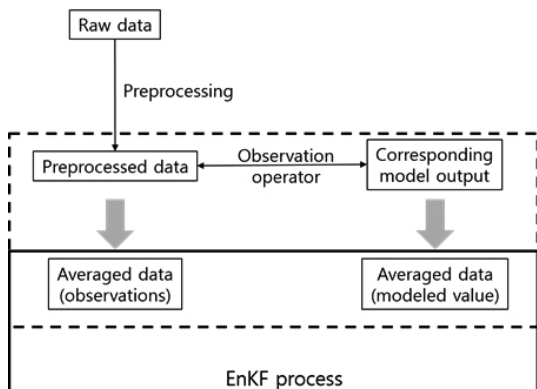 Raw data
Preprocessing
Preprocessed data
Observation
operator
Corresponding
model output
Averaged data
(observations)
Averaged data
(modeled value)
EnKF process